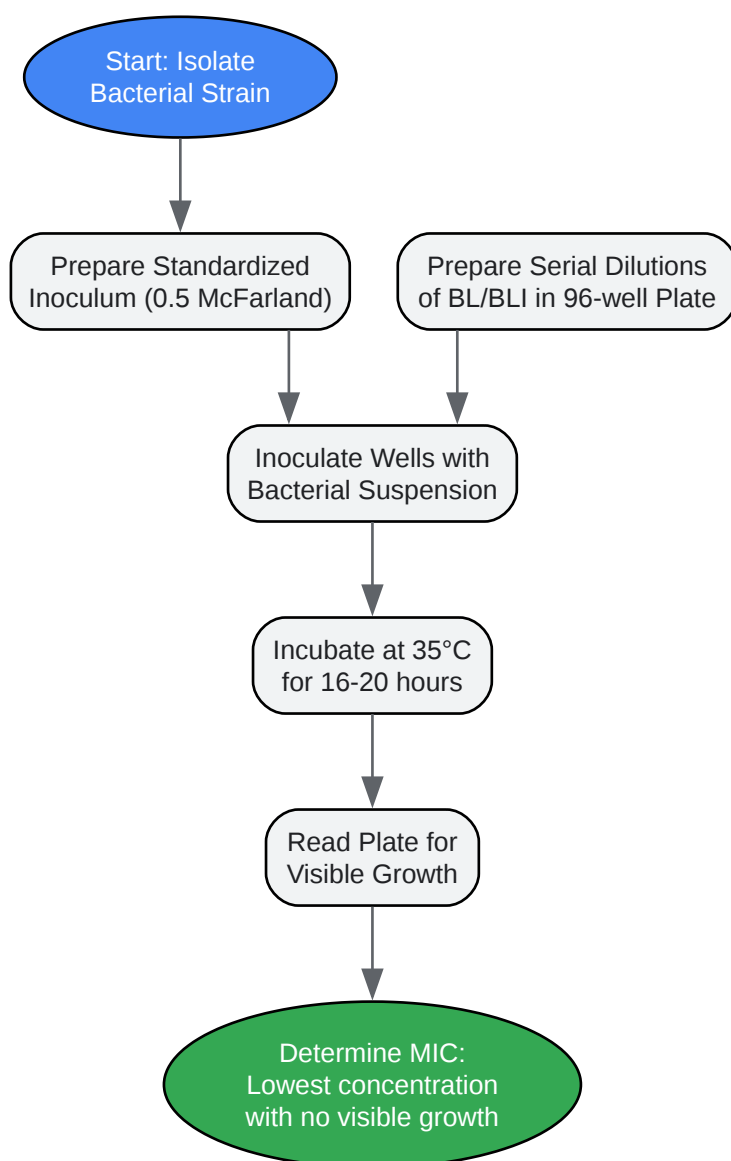 Start: Isolate
Bacterial Strain
Prepare Standardized
Inoculum (0.5 McFarland)
Prepare Serial Dilutions
of BL/BLI in 96-well Plate
Inoculate Wells with
Bacterial Suspension
Incubate at 35°C
for 16-20 hours
Read Plate for
Visible Growth
Determine MIC:
Lowest concentration
with no visible growth